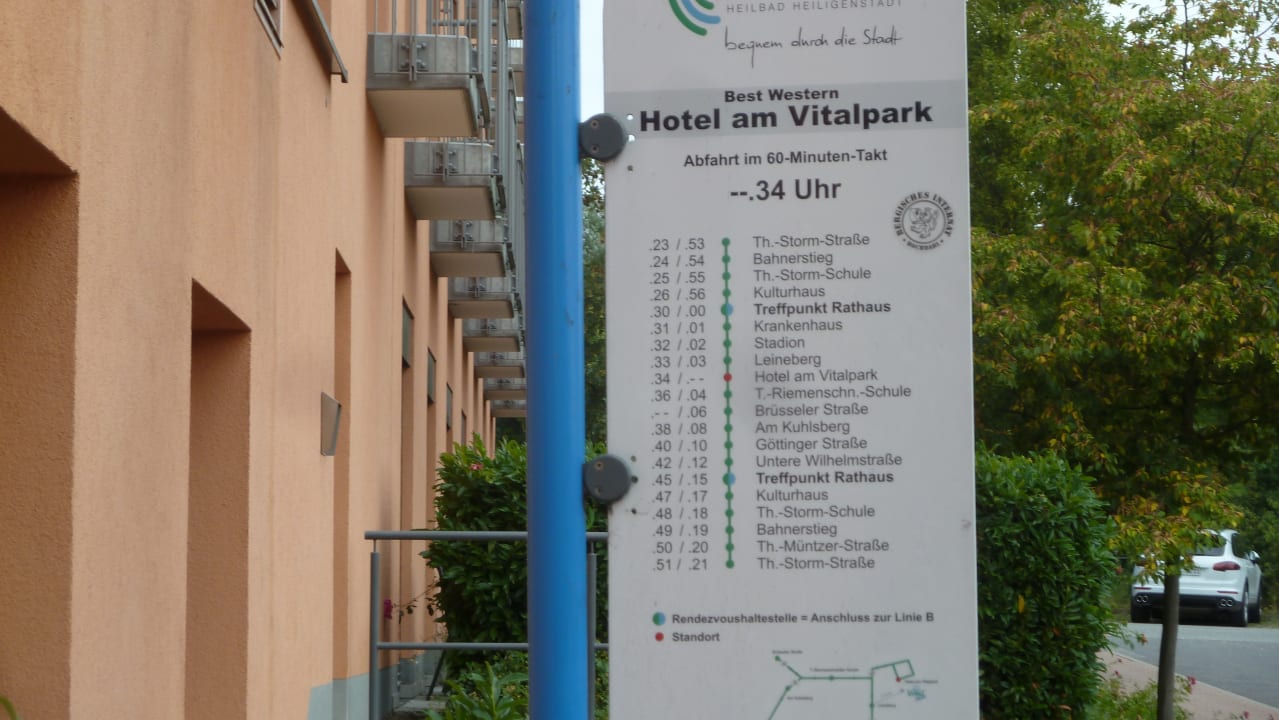 HEILBAD HEILIGENSTADT
bequem durch die Stadt
Best Western
Hotel am Vitalpark
Abfahrt im 60-Minuten-Takt
--.34 Uhr
BERGISCHES INTERNAT
.23 / .53 Th.-Storm-Straße
.24 / .54 Bahnerstieg
.25 / .55 Th.-Storm-Schule
.26 / .56 Kulturhaus
.30 / .00 Treffpunkt Rathaus
.31 / .01 Krankenhaus
.32 / .02 Stadion
.33 / .03 Leineberg
.34 / .-- Hotel am Vitalpark
.36 / .04 T.-Riemenschn.-Schule
.-- / .06 Brüsseler Straße
.38 / .08 Am Kuhlsberg
.40 / .10 Göttinger Straße
.42 / .12 Untere Wilhelmstraße
.45 / .15 Treffpunkt Rathaus
.47 / .17 Kulturhaus
.48 / .18 Th.-Storm-Schule
.49 / .19 Bahnerstieg
.50 / .20 Th.-Müntzer-Straße
.51 / .21 Th.-Storm-Straße
Rendezvoushaltestelle = Anschluss zur Linie B
Standort